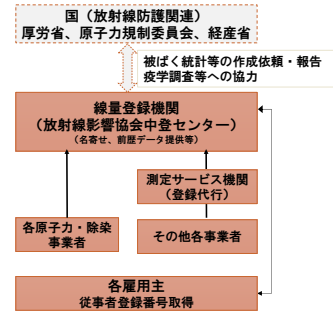 国（放射線防護関連）
厚労省、原子力規制委員会、経産省
被ばく統計等の作成依頼・報告
疫学調査等への協力
線量登録機関
（放射線影響協会中登センター）
（名寄せ、前歴データ提供等）
測定サービス機関
（登録代行）
各原子力・除染
事業者
その他各事業者
各雇用主
従事者登録番号取得